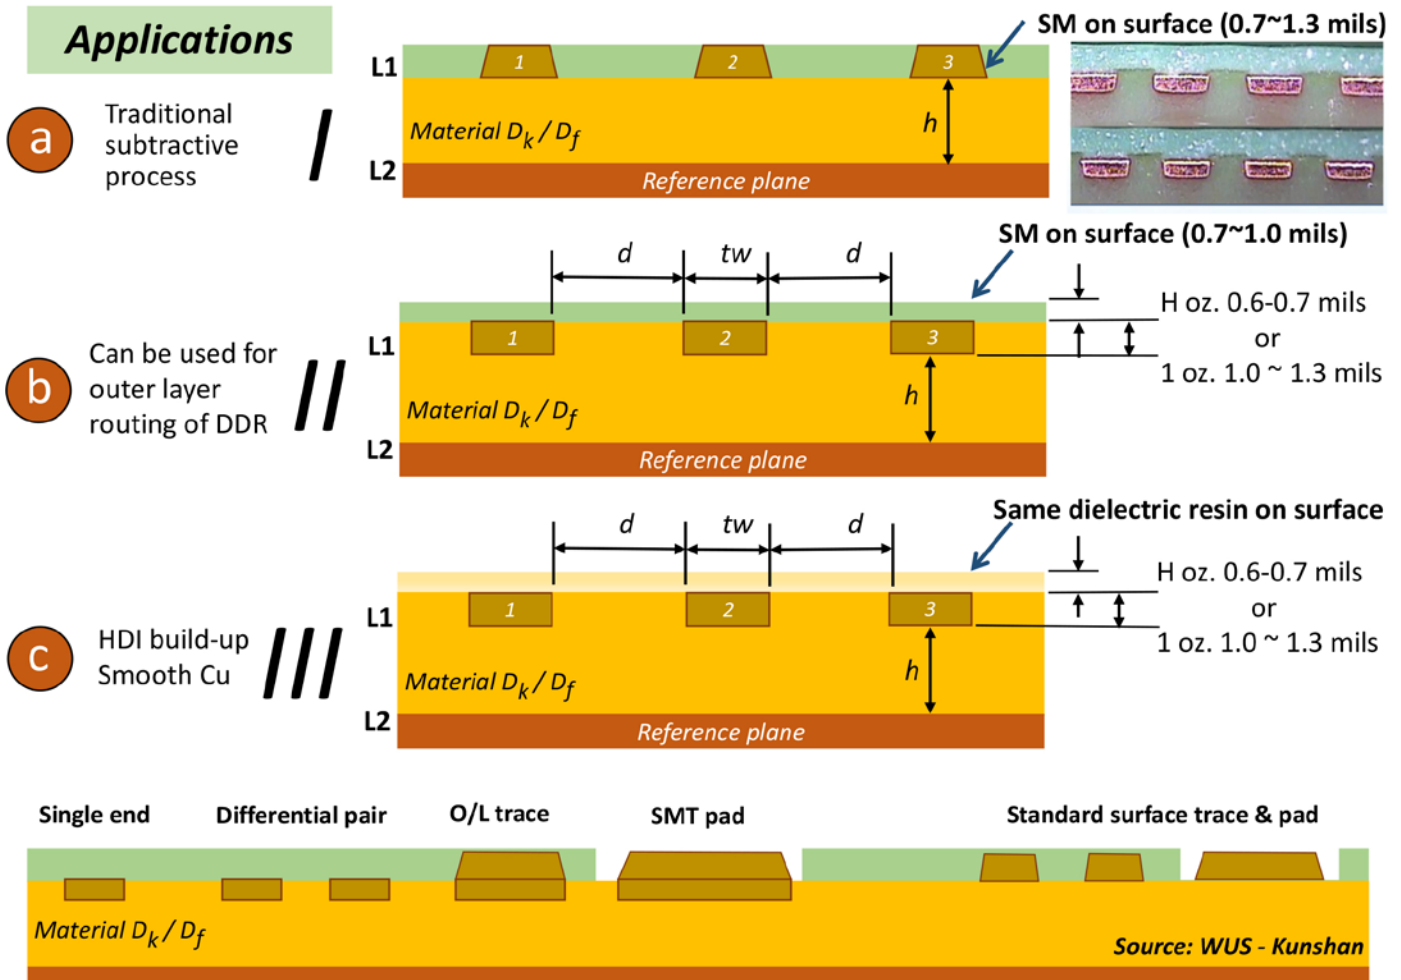 Applications
SM on surface (0.7~1.3 mils)
a
Traditional
subtractive
process
L1
1
2
3
Material Dk / Df
h
L2
Reference plane
SM on surface (0.7~1.0 mils)
d
tw
d
b
Can be used for
outer layer
routing of DDR
L1
1
2
3
H oz. 0.6-0.7 mils
or
1 oz. 1.0 ~ 1.3 mils
Material Dk / Df
h
L2
Reference plane
Same dielectric resin on surface
d
tw
d
c
HDI build-up
Smooth Cu
L1
1
2
3
H oz. 0.6-0.7 mils
or
1 oz. 1.0 ~ 1.3 mils
Material Dk / Df
h
L2
Reference plane
Single end
Differential pair
O/L trace
SMT pad
Standard surface trace & pad
Material Dk / Df
Source: WUS - Kunshan